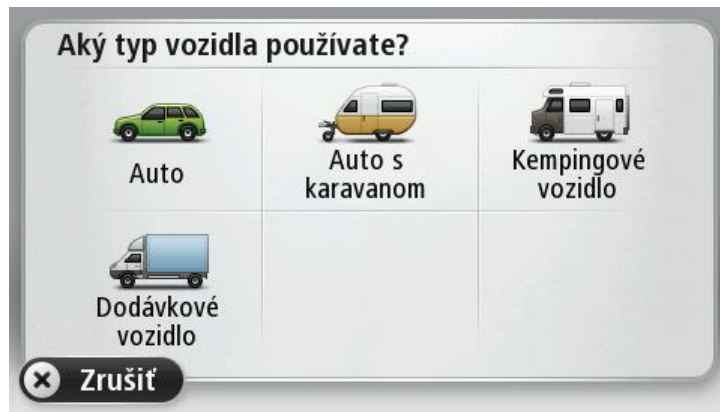 Aký typ vozidla používate?
Auto
Auto s
karavanom
Kempingové
vozidlo
Dodávkové
vozidlo
Zrušiť